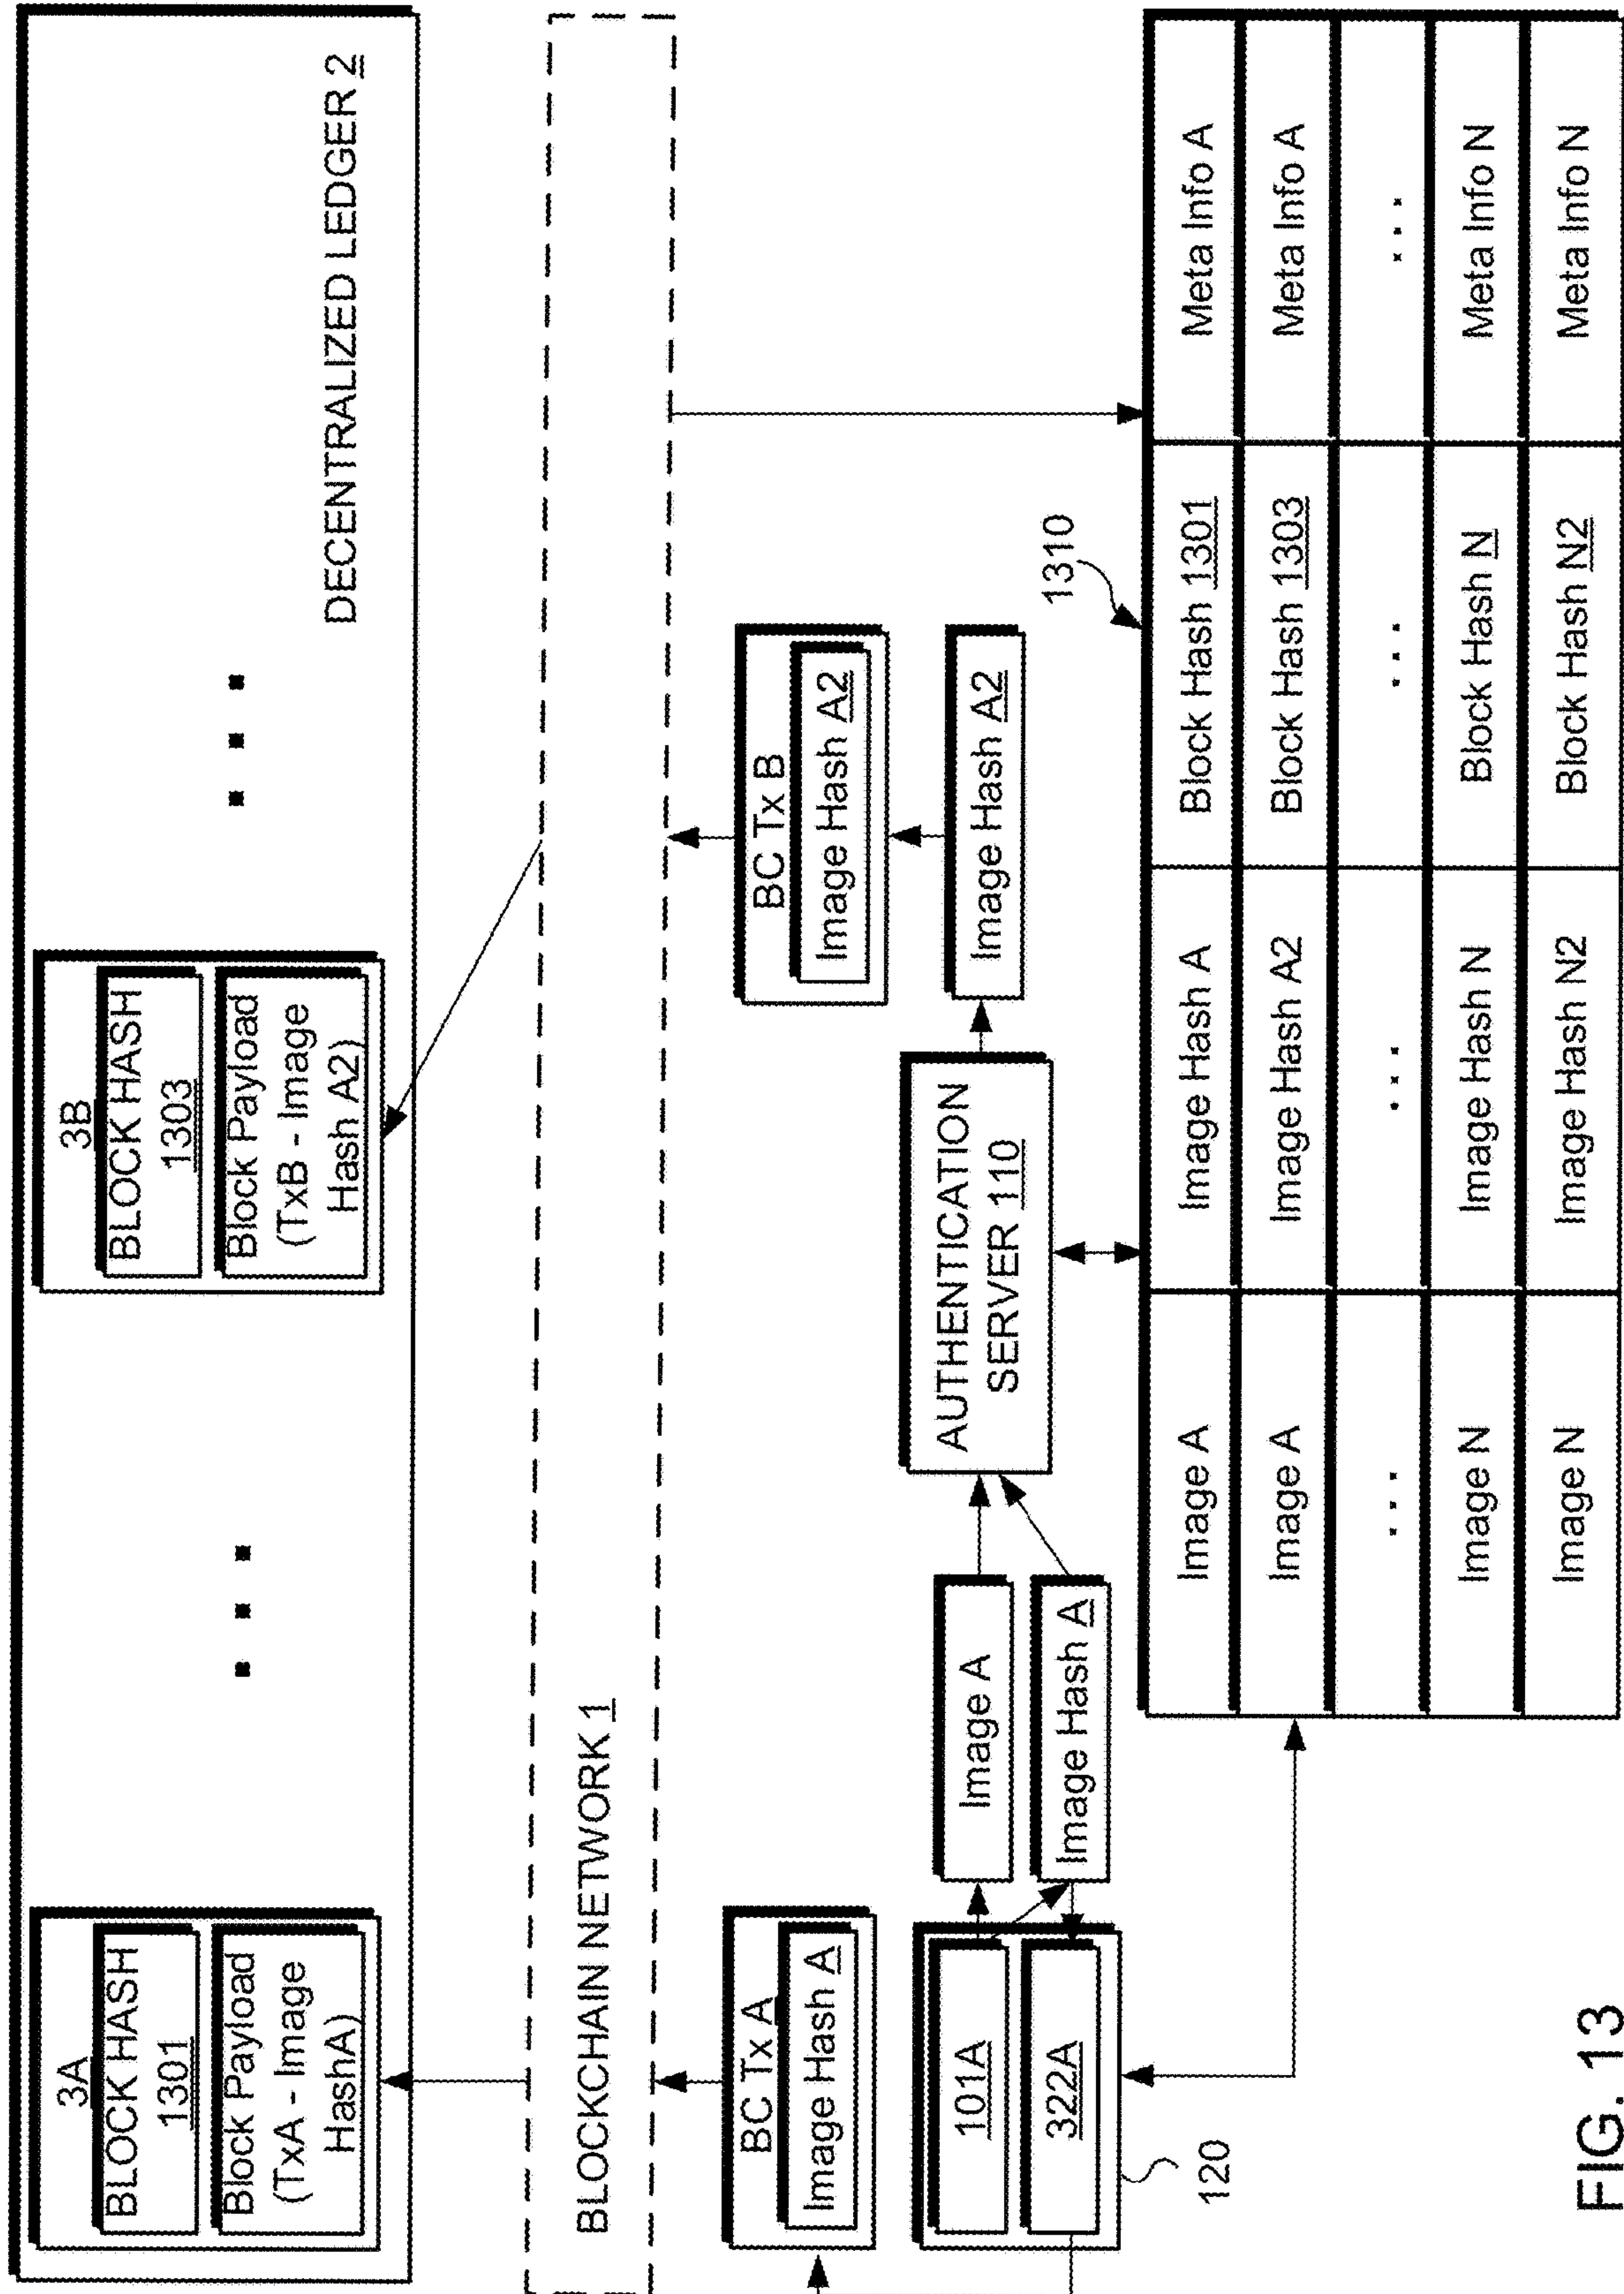 3A
BLOCK HASH
1301
Block Payload
(TxA - Image
HashA)
3B
BLOCK HASH
1303
Block Payload
(TxB - Image
Hash A2)
DECENTRALIZED LEDGER 2
BLOCKCHAIN NETWORK 1
BC Tx A
Image Hash A
BC Tx B
Image Hash A2
101A
322A
120
Image A
Image Hash A
AUTHENTICATION
SERVER 110
Image Hash A2
1310
Image A Image Hash A Block Hash 1301 Meta Info A
Image A Image Hash A2 Block Hash 1303 Meta Info A
Image N Image Hash N Block Hash N Meta Info N
Image N Image Hash N2 Block Hash N2 Meta Info N
FIG. 13